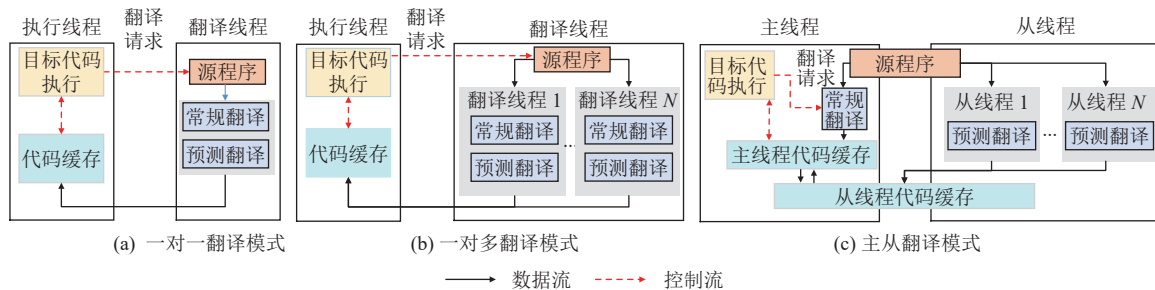 执行线程
翻译
请求
翻译线程
目标代码
执行
源程序
常规翻译
预测翻译
代码缓存
(a) 一对一翻译模式
执行线程
翻译
请求
翻译线程
目标代码
执行
源程序
翻译线程 1
常规翻译
预测翻译
...
翻译线程 N
常规翻译
预测翻译
代码缓存
(b) 一对多翻译模式
主线程
从线程
目标代
码执行
翻译
请求
源程序
常规
翻译
从线程 1
预测翻译
...
从线程 N
预测翻译
主线程代码缓存
从线程代码缓存
(c) 主从翻译模式
数据流
控制流